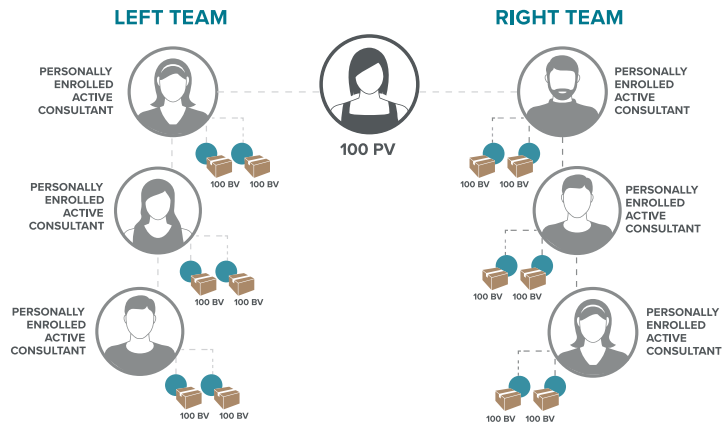 LEFT TEAM
RIGHT TEAM
PERSONALLY
ENROLLED
ACTIVE
CONSULTANT
100 PV
PERSONALLY
ENROLLED
ACTIVE
CONSULTANT
100 BV 100 BV
100 BV 100 BV
PERSONALLY
ENROLLED
ACTIVE
CONSULTANT
PERSONALLY
ENROLLED
ACTIVE
CONSULTANT
100 BV 100 BV
100 BV 100 BV
PERSONALLY
ENROLLED
ACTIVE
CONSULTANT
PERSONALLY
ENROLLED
ACTIVE
CONSULTANT
100 BV 100 BV
100 BV 100 BV